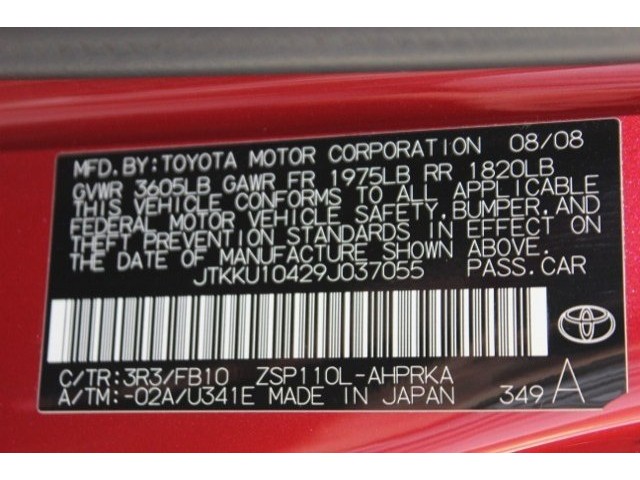 MFD.BY:TOYOTA MOTOR CORPORATION 08/08
GVWR 3605LB GAWR FR 1975LB RR 1820LB
THIS VEHICLE CONFORMS TO ALL APPLICABLE
FEDERAL MOTOR VEHICLE SAFETY,BUMPER,AND
THEFT PREVENTION STANDARDS IN EFFECT ON
THE DATE OF MANUFACTURE SHOWN ABOVE.
JTKKU10429J037055 PASS.CAR
C/TR:3R3/FB10 ZSP110L-AHPRKA
A/TM:-02A/U341E MADE IN JAPAN 349 A